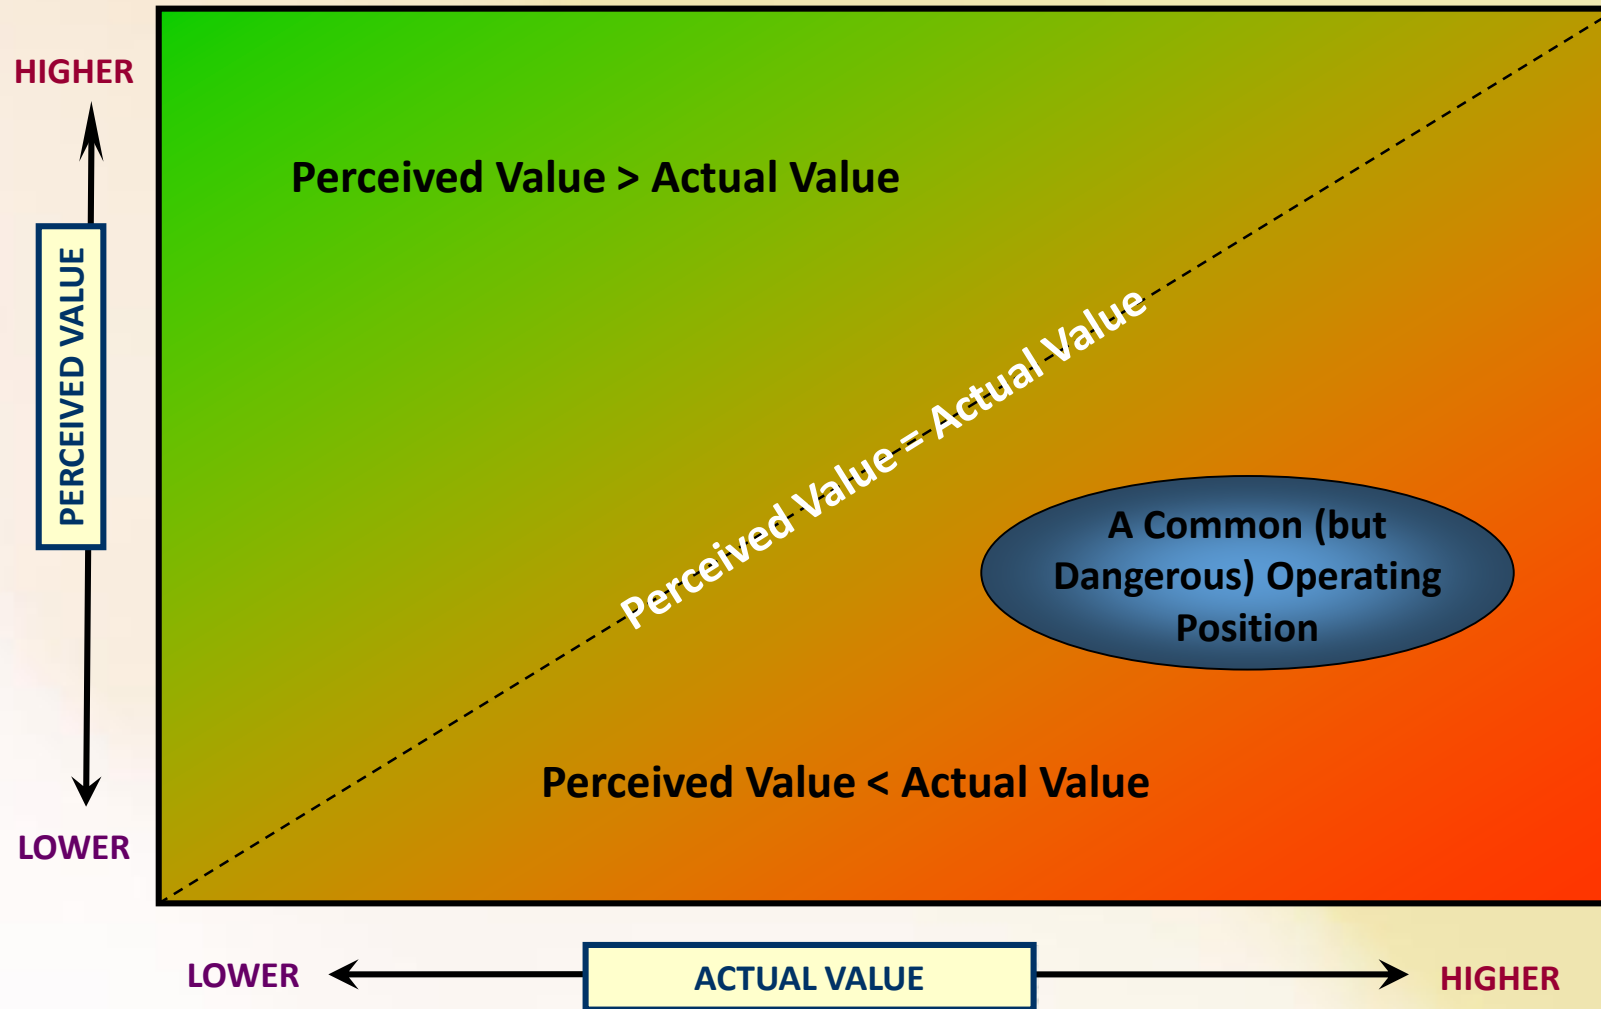 HIGHER
Perceived Value > Actual Value
PERCEIVED VALUE
Perceived Value = Actual Value
A Common (but
Dangerous) Operating
Position
Perceived Value < Actual Value
LOWER
LOWER
ACTUAL VALUE
HIGHER